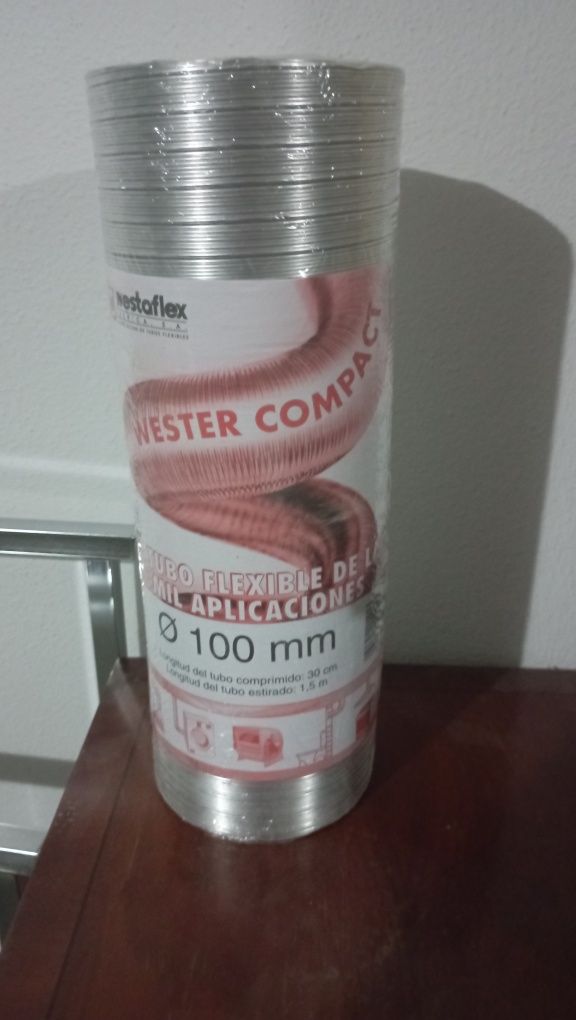 westaflex
WESTER COMPACT
TUBO FLEXIBLE DE L
MIL APLICACIONES
Ø 100 mm
Longitud del tubo comprimido: 30 cm
Longitud del tubo estirado: 1,5 m